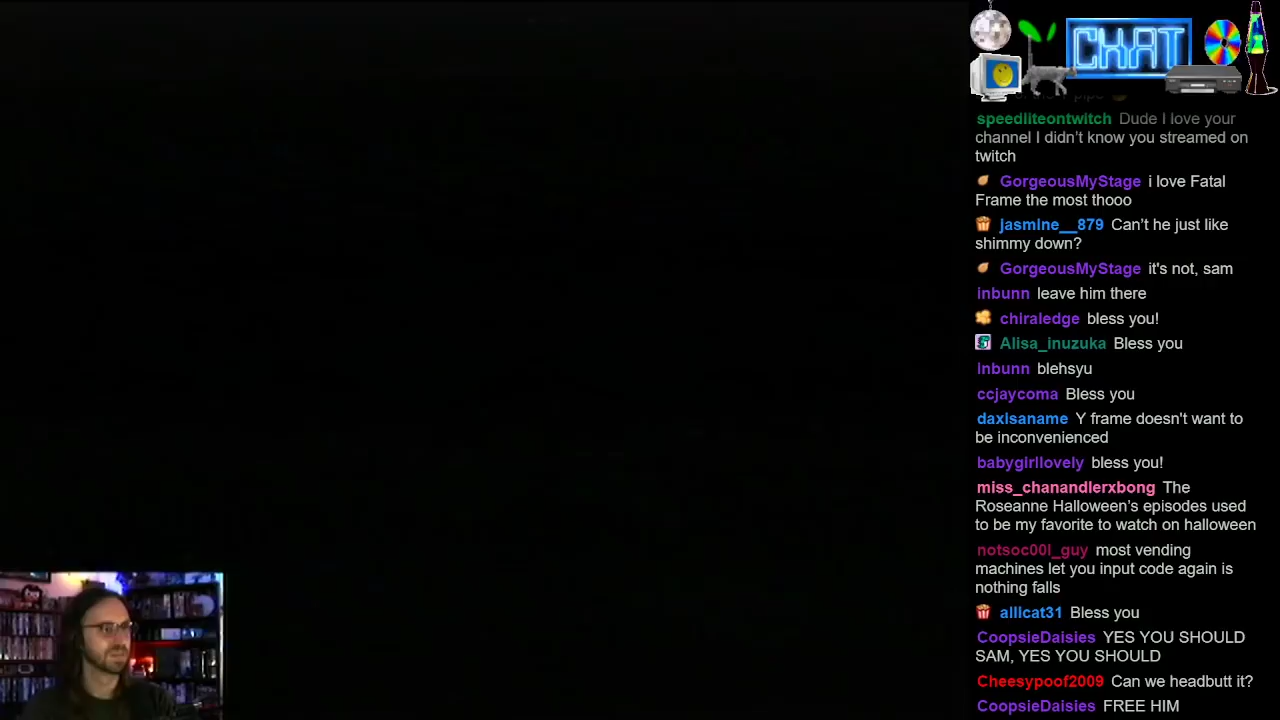 CHAT
speedliteontwitch Dude I love your
channel I didn't know you streamed on
twitch
GorgeousMyStage i love Fatal
Frame the most thooo
jasmine__879 Can't he just like
shimmy down?
GorgeousMyStage it's not, sam
inbunn leave him there
chiraledge bless you!
Alisa_inuzuka Bless you
inbunn blehsyu
ccjaycoma Bless you
daxisaname Y frame doesn't want to
be inconvenienced
babygirllovely bless you!
miss_chanandlerxbong The
Roseanne Halloween's episodes used
to be my favorite to watch on halloween
notsoc00l_guy most vending
machines let you input code again is
nothing falls
allicat31 Bless you
CoopsieDaisies YES YOU SHOULD
SAM, YES YOU SHOULD
Cheesypoof2009 Can we headbutt it?
CoopsieDaisies FREE HIM